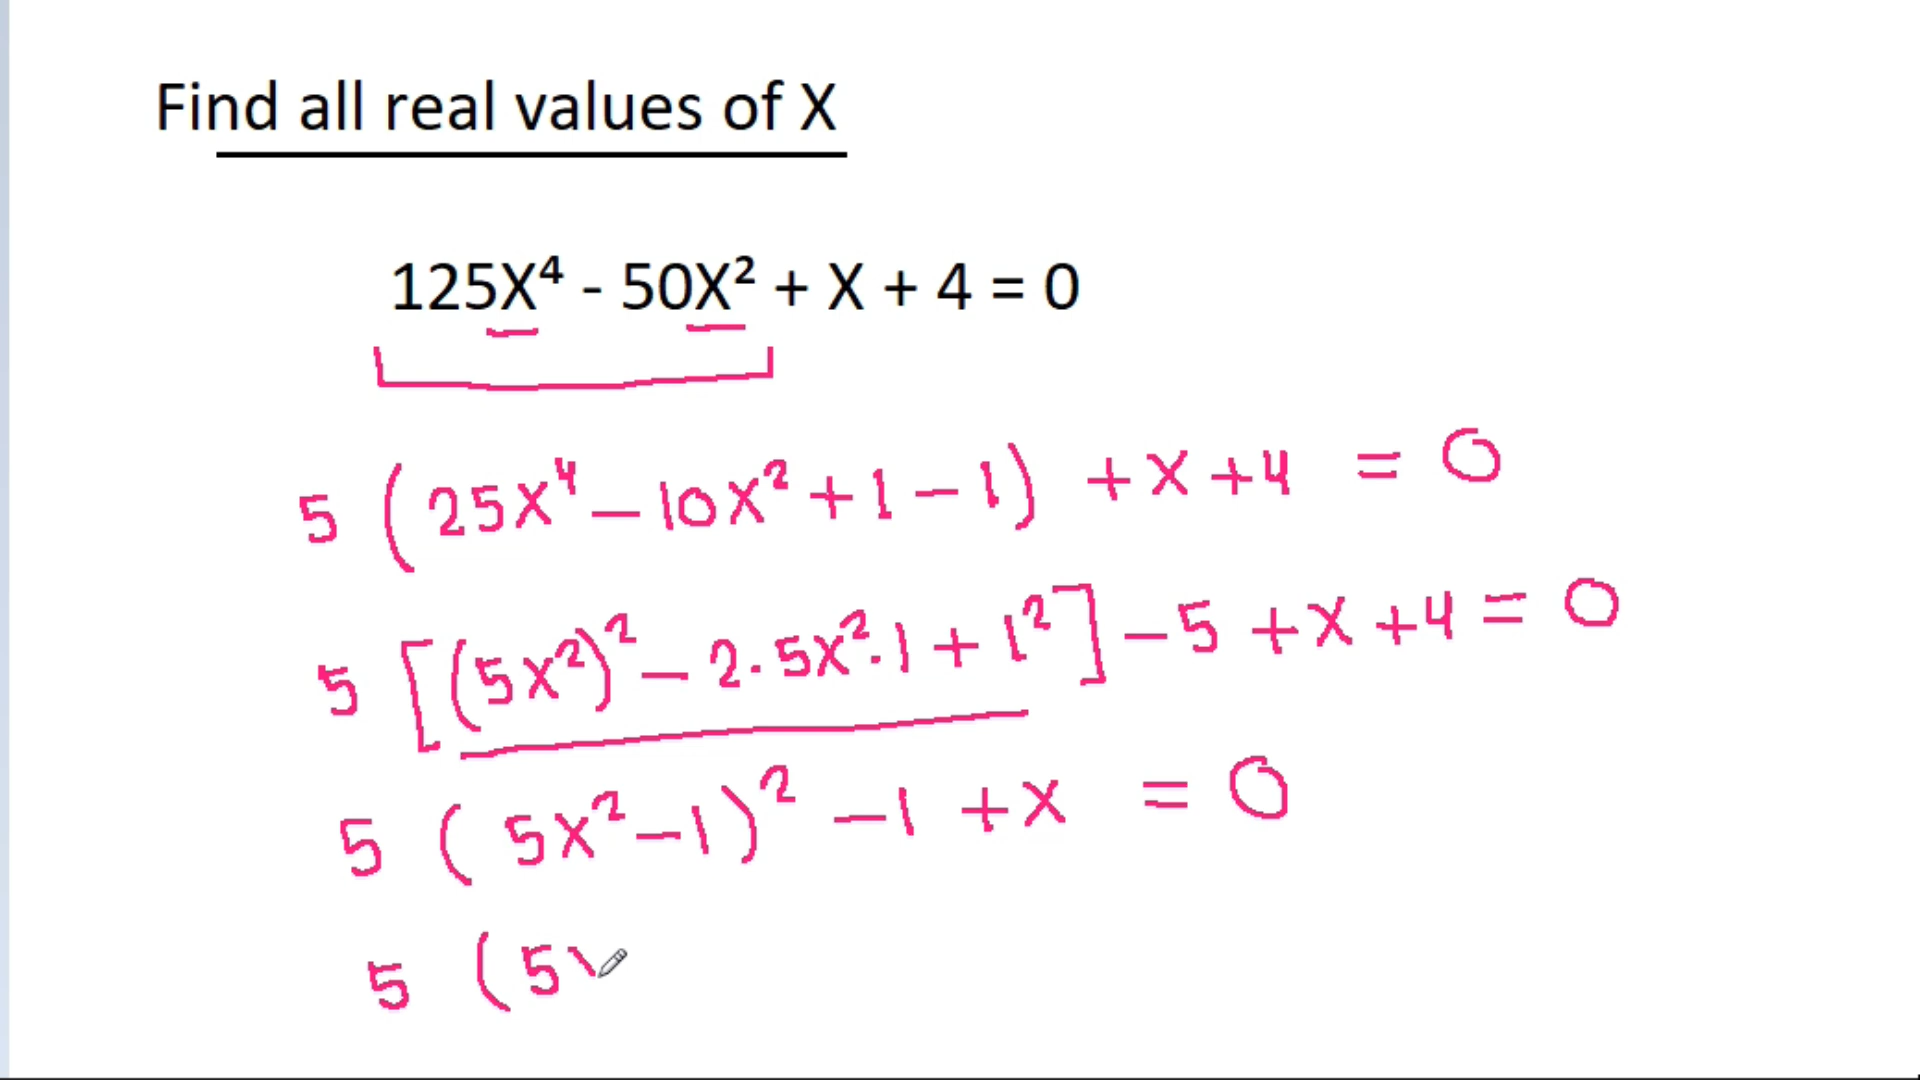 Find all real values of X
125X⁴ - 50X² + X + 4 = 0
5 (25x⁴ – 10x² + 1 – 1) + x + 4 = 0
5 [(5x²)² – 2·5x²·1 + 1²] – 5 + x + 4 = 0
5 (5x² – 1)² – 1 + x = 0
5 (5